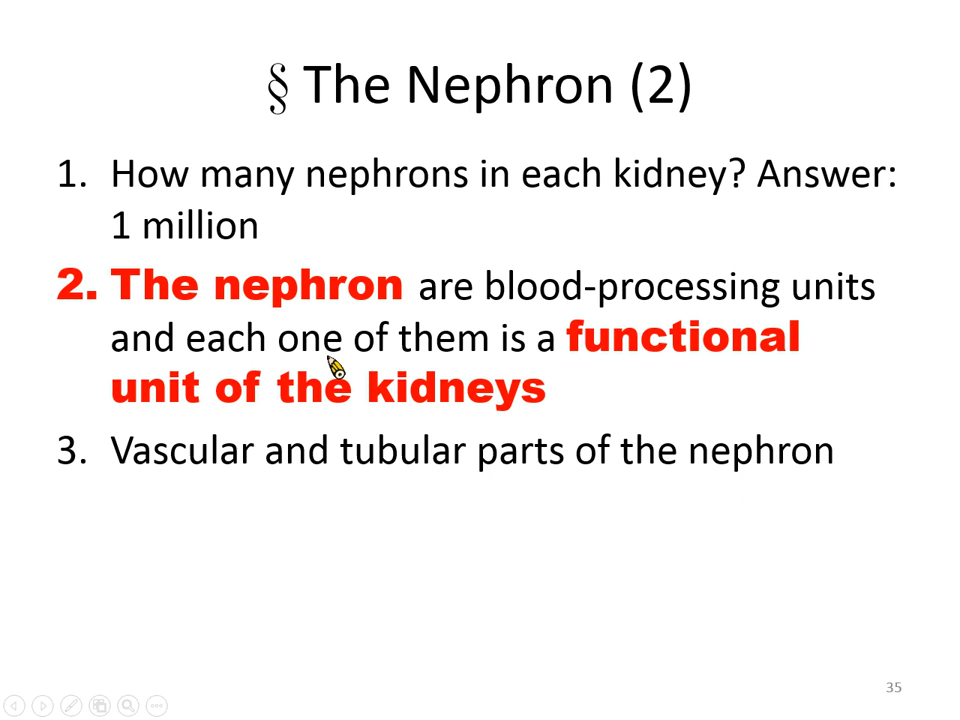 § The Nephron (2)
1. How many nephrons in each kidney? Answer:
1 million
2. The nephron are blood-processing units
and each one of them is a functional
unit of the kidneys
3. Vascular and tubular parts of the nephron
35